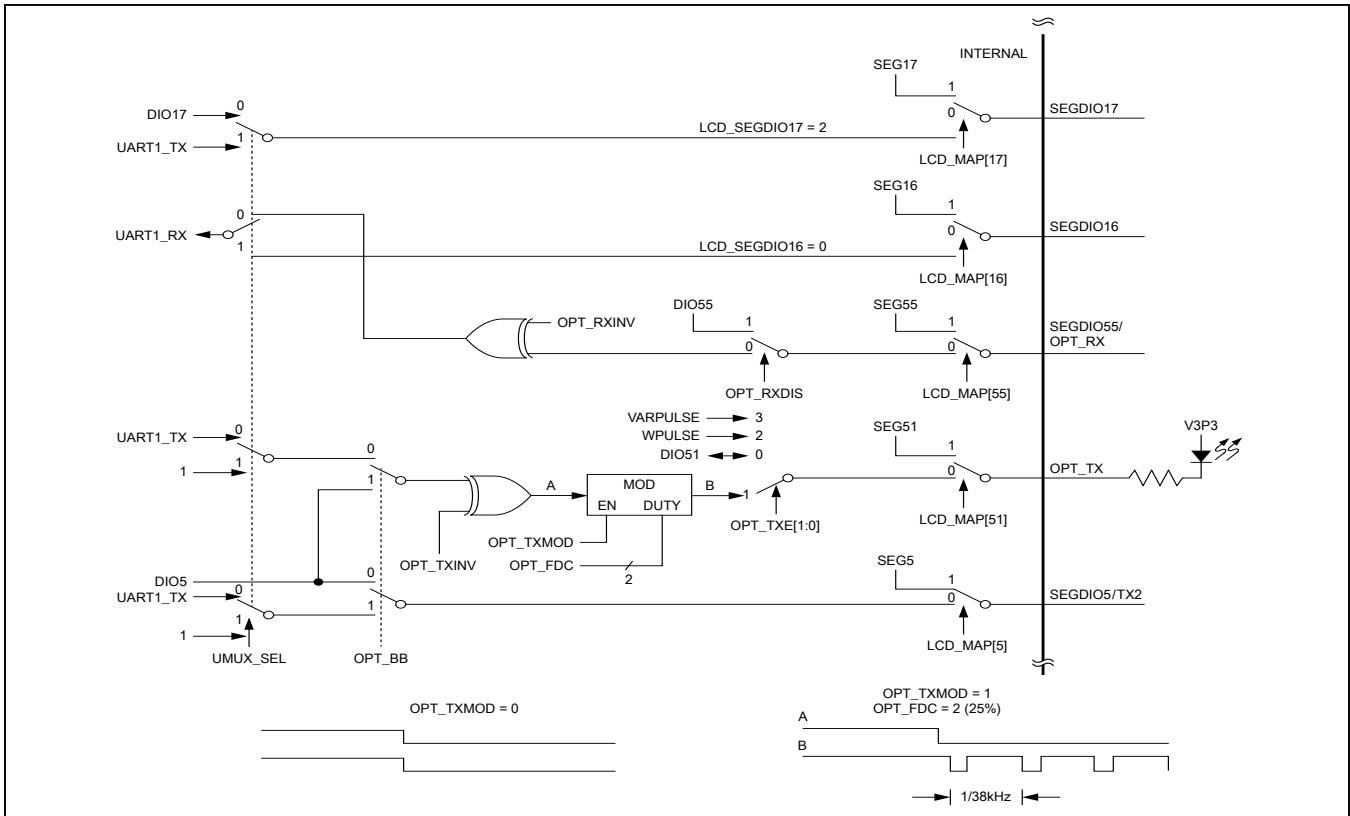 INTERNAL
SEG17
1
0
SEGDIO17
LCD_MAP[17]
DIO17
0
UART1_TX
1
LCD_SEGDIO17 = 2
SEG16
1
0
SEGDIO16
LCD_MAP[16]
UART1_RX
0
1
LCD_SEGDIO16 = 0
OPT_RXINV
DIO55
1
0
OPT_RXDIS
SEG55
1
0
SEGDIO55/
OPT_RX
LCD_MAP[55]
VARPULSE
3
WPULSE
2
DIO51
0
UART1_TX
0
1
1
0
1
OPT_TXINV
A
MOD
EN
DUTY
B
1
OPT_TXE[1:0]
OPT_TXMOD
OPT_FDC
2
SEG51
1
0
OPT_TX
LCD_MAP[51]
V3P3
DIO5
UART1_TX
0
1
1
UMUX_SEL
0
1
OPT_BB
SEG5
1
0
SEGDIO5/TX2
LCD_MAP[5]
OPT_TXMOD = 0
OPT_TXMOD = 1
OPT_FDC = 2 (25%)
A
B
1/38kHz